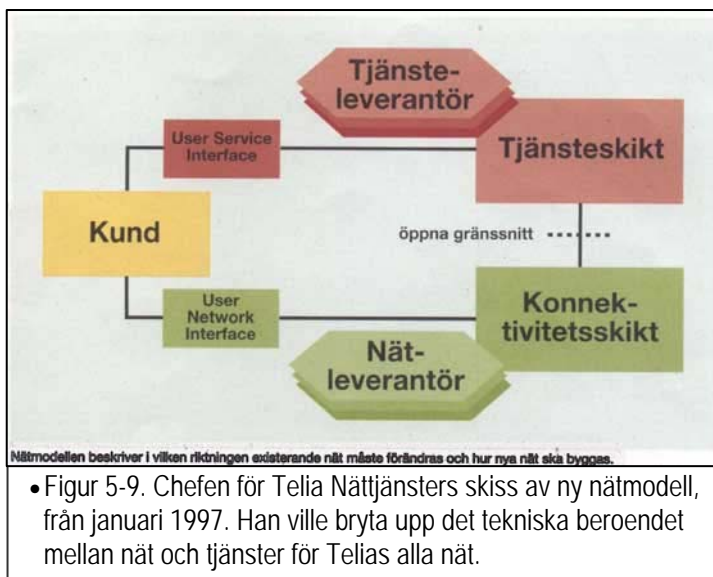 Tjänste-
leverantör
User Service
Interface
Tjänsteskikt
Kund
öppna gränssnitt
User
Network
Interface
Konnek-
tivitetsskikt
Nät-
leverantör
Nätmodellen beskriver i vilken riktningen existerande nät måste förändras och hur nya nät ska byggas.
• Figur 5-9. Chefen för Telia Nättjänsters skiss av ny nätmodell,
från januari 1997. Han ville bryta upp det tekniska beroendet
mellan nät och tjänster för Telias alla nät.